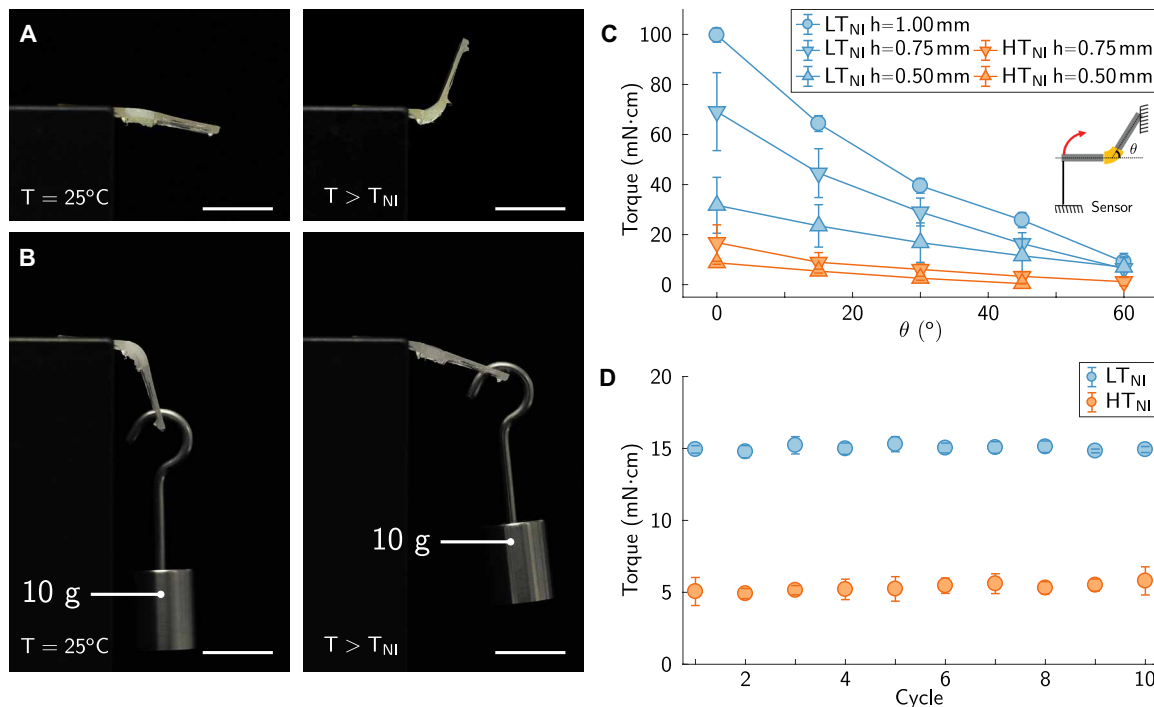 A
T = 25°C
T > T_NI
B
10 g
T = 25°C
10 g
T > T_NI
C
LT_NI h=1.00 mm
LT_NI h=0.75 mm HT_NI h=0.75 mm
LT_NI h=0.50 mm HT_NI h=0.50 mm
Torque (mN·cm)
100
80
60
40
20
0
θ
Sensor
0 20 40 60
θ (°)
D
LT_NI
HT_NI
Torque (mN·cm)
20
15
10
5
0
2 4 6 8 10
Cycle